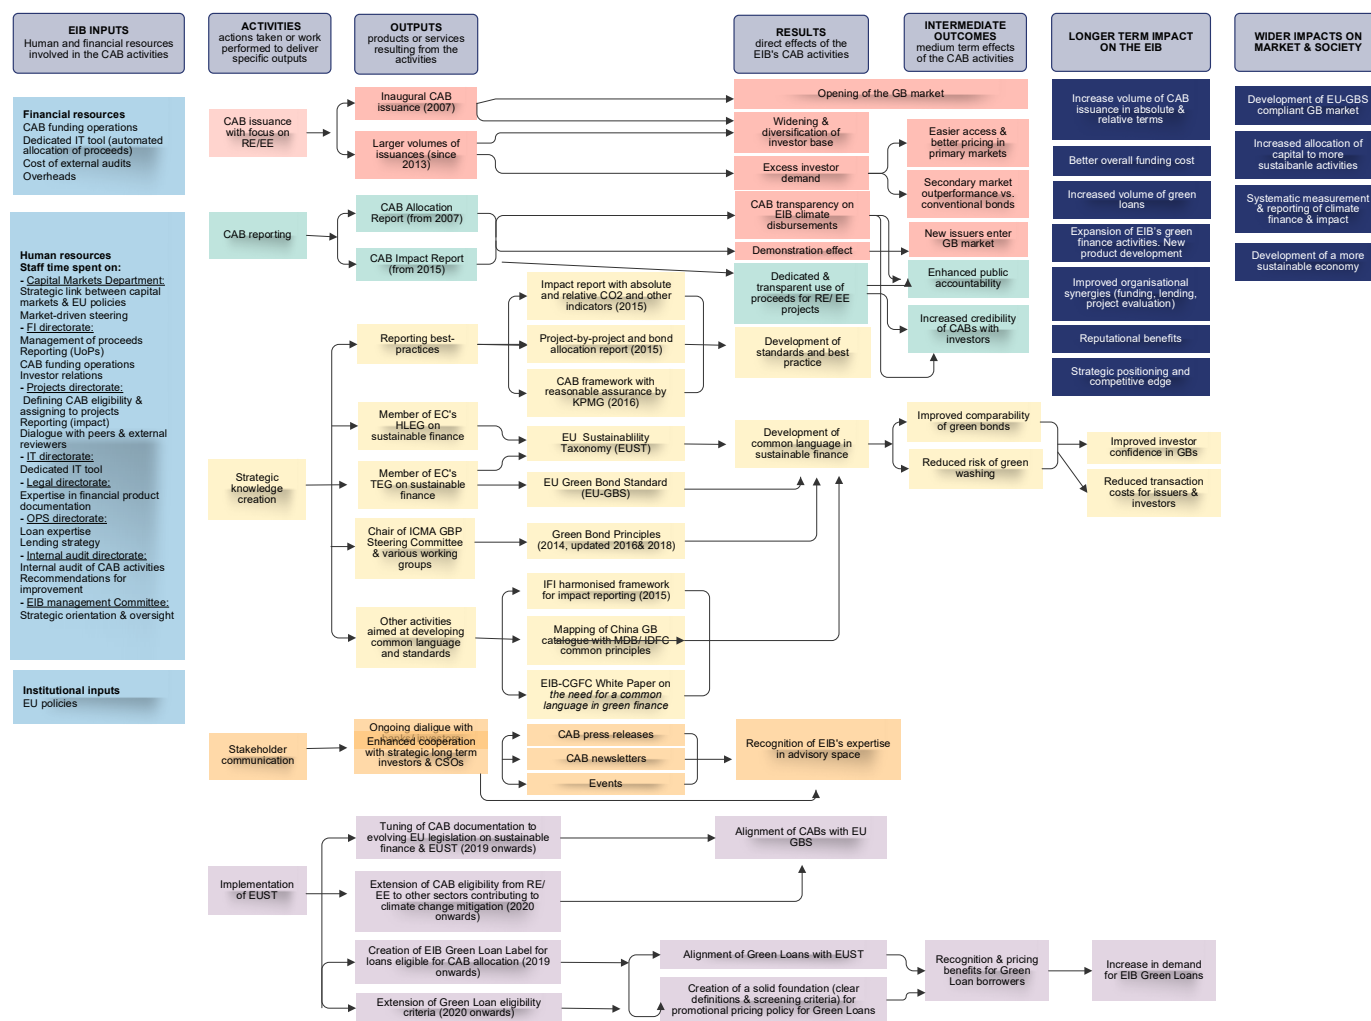 EIB INPUTS
Human and financial resources
involved in the CAB activities
ACTIVITIES
actions taken or work
performed to deliver
specific outputs
OUTPUTS
products or services
resulting from the
activities
RESULTS
direct effects of the
EIB's CAB activities
INTERMEDIATE
OUTCOMES
medium term effects
of the CAB activities
LONGER TERM IMPACT
ON THE EIB
WIDER IMPACTS ON
MARKET & SOCIETY
Financial resources
CAB funding operations
Dedicated IT tool (automated
allocation of proceeds)
Cost of external audits
Overheads
Human resources
Staff time spent on:
- Capital Markets Department:
Strategic link between capital
markets & EU policies
Market-driven steering
- FI directorate:
Management of proceeds
Reporting (UoPs)
CAB funding operations
Investor relations
- Projects directorate:
Defining CAB eligibility &
assigning to projects
Reporting (impact)
Dialogue with peers & external
reviewers
- IT directorate:
Dedicated IT tool
- Legal directorate:
Expertise in financial product
documentation
- OPS directorate:
Loan expertise
Lending strategy
- Internal audit directorate:
Internal audit of CAB activities
Recommendations for
improvement
- EIB management Committee:
Strategic orientation & oversight
Institutional inputs
EU policies
CAB issuance
with focus on
RE/EE
Inaugural CAB
issuance (2007)
Larger volumes of
issuances (since
2013)
Opening of the GB market
Widening &
diversification of
investor base
Excess investor
demand
Easier access &
better pricing in
primary markets
Secondary market
outperformance vs.
conventional bonds
CAB reporting
CAB Allocation
Report (from 2007)
CAB Impact Report
(from 2015)
CAB transparency on
EIB climate
disbursements
Demonstration effect
New issuers enter
GB market
Dedicated &
transparent use of
proceeds for RE/ EE
projects
Enhanced public
accountability
Increased credibility
of CABs with
investors
Strategic
knowledge
creation
Reporting best-
practices
Impact report with absolute
and relative CO2 and other
indicators (2015)
Project-by-project and bond
allocation report (2015)
CAB framework with
reasonable assurance by
KPMG (2016)
Development of
standards and best
practice
Member of EC's
HLEG on
sustainable finance
Member of EC's
TEG on sustainable
finance
EU Sustainablility
Taxonomy (EUST)
EU Green Bond Standard
(EU-GBS)
Development of
common language in
sustainable finance
Improved comparability
of green bonds
Reduced risk of green
washing
Improved investor
confidence in GBs
Reduced transaction
costs for issuers &
investors
Chair of ICMA GBP
Steering Committee
& various working
groups
Green Bond Principles
(2014, updated 2016& 2018)
Other activities
aimed at developing
common language
and standards
IFI harmonised framework
for impact reporting (2015)
Mapping of China GB
catalogue with MDB/ IDFC
common principles
EIB-CGFC White Paper on
the need for a common
language in green finance
Stakeholder
communication
Ongoing dialigue with
Enhanced cooperation
with strategic long term
investors & CSOs
CAB press releases
CAB newsletters
Events
Recognition of EIB's expertise
in advisory space
Implementation
of EUST
Tuning of CAB documentation to
evolving EU legislation on sustainable
finance & EUST (2019 onwards)
Extension of CAB eligibility from RE/
EE to other sectors contributing to
climate change mitigation (2020
onwards)
Alignment of CABs with EU
GBS
Creation of EIB Green Loan Label for
loans eligible for CAB allocation (2019
onwards)
Extension of Green Loan eligibility
criteria (2020 onwards)
Alignment of Green Loans with EUST
Creation of a solid foundation (clear
definitions & screening criteria) for
promotional pricing policy for Green Loans
Recognition & pricing
benefits for Green
Loan borrowers
Increase in demand
for EIB Green Loans
Increase volume of CAB
issuance in absolute &
relative terms
Better overall funding cost
Increased volume of green
loans
Expansion of EIB's green
finance activities. New
product development
Improved organisational
synergies (funding, lending,
project evaluation)
Reputational benefits
Strategic positioning and
competitive edge
Development of EU-GBS
compliant GB market
Increased allocation of
capital to more
sustaibanle activities
Systematic measurement
& reporting of climate
finance & impact
Development of a more
sustainable economy